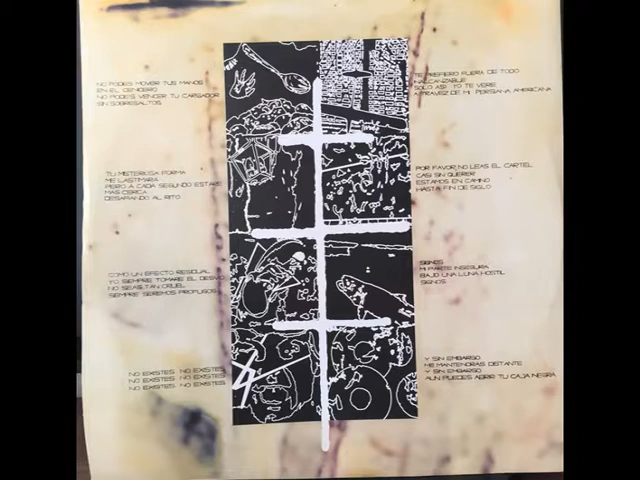 NO PODES MOVER TUS MANOS
EN EL CENICERO
NO PODES VENCER TU CARGADOR
SIN SOBRESALTOS
TU MISTERIOSA FORMA
ME LASTIMARA
PERO A CADA SEGUNDO ESTARE
MAS CERCA
DESAFIANDO AL RITO
COMO UN EFECTO RESIDUAL
YO SIEMPRE TOMARE EL DESVIO
NO SEAS TAN CRUEL
SIEMPRE SEREMOS PROFUGOS
NO EXISTES NO EXISTES
NO EXISTES NO EXISTES
NO EXISTES NO EXISTES
TE PREFIERO FUERA DE TODO
INALCANZABLE
SOLO ASI YO TE VERE
A TRAVEZ DE MI PERSIANA AMERICANA
POR FAVOR, NO LEAS EL CARTEL
CASI SIN QUERER
ESTAMOS EN CAMINO
HASTA FIN DE SIGLO
SIGNOS
MI PARTE INSEGURA
BAJO UNA LUNA HOSTIL
SIGNOS
Y SIN EMBARGO
ME MANTENDRAS DISTANTE
Y SIN EMBARGO
AUN PUEDES ABRIR TU CAJA NEGRA